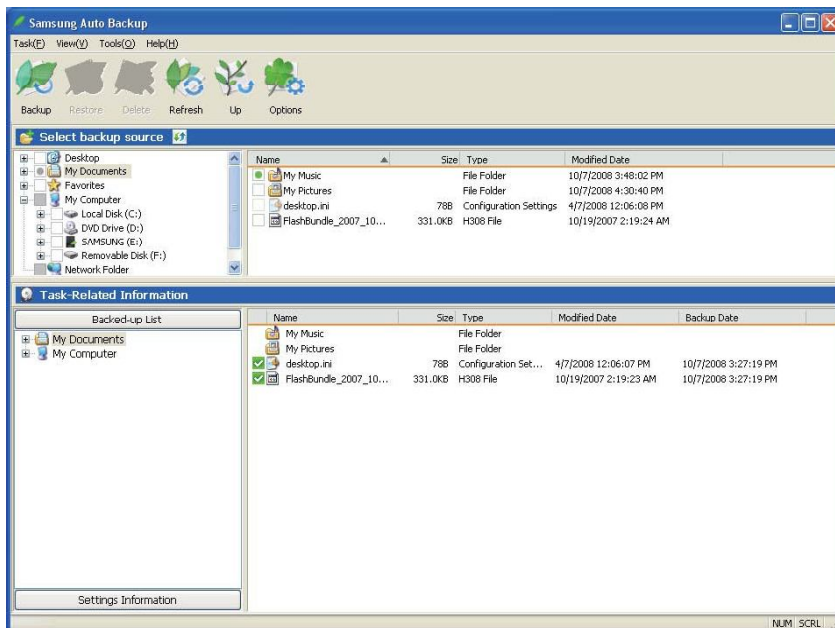 Samsung Auto Backup
Task(F) View(V) Tools(O) Help(H)
Backup Restore Delete Refresh Up Options
Select backup source
Desktop
My Documents
Favorites
My Computer
Local Disk (C:)
DVD Drive (D:)
SAMSUNG (E:)
Removable Disk (F:)
Network Folder
Name Size Type Modified Date
My Music File Folder 10/7/2008 3:48:02 PM
My Pictures File Folder 10/7/2008 4:30:40 PM
desktop.ini 78B Configuration Settings 4/7/2008 12:06:08 PM
FlashBundle_2007_10... 331.0KB H308 File 10/19/2007 2:19:24 AM
Task-Related Information
Backed-up List
My Documents
My Computer
Settings Information
Name Size Type Modified Date Backup Date
My Music File Folder
My Pictures File Folder
desktop.ini 78B Configuration Set... 4/7/2008 12:06:07 PM 10/7/2008 3:27:19 PM
FlashBundle_2007_10... 331.0KB H308 File 10/19/2007 2:19:23 AM 10/7/2008 3:27:19 PM
NUM SCRL